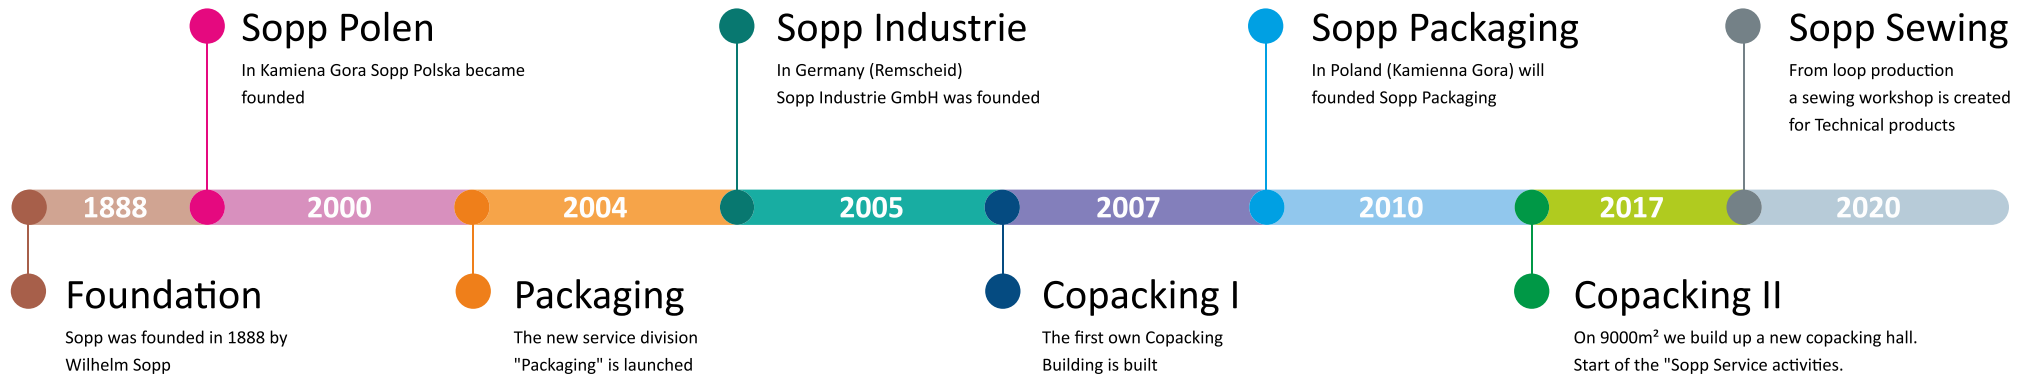 Sopp Polen
In Kamiena Gora Sopp Polska became
founded
Sopp Industrie
In Germany (Remscheid)
Sopp Industrie GmbH was founded
Sopp Packaging
In Poland (Kamienna Gora) will
founded Sopp Packaging
Sopp Sewing
From loop production
a sewing workshop is created
for Technical products
1888
2000
2004
2005
2007
2010
2017
2020
Foundation
Sopp was founded in 1888 by
Wilhelm Sopp
Packaging
The new service division
"Packaging" is launched
Copacking I
The first own Copacking
Building is built
Copacking II
On 9000m² we build up a new copacking hall.
Start of the "Sopp Service activities.